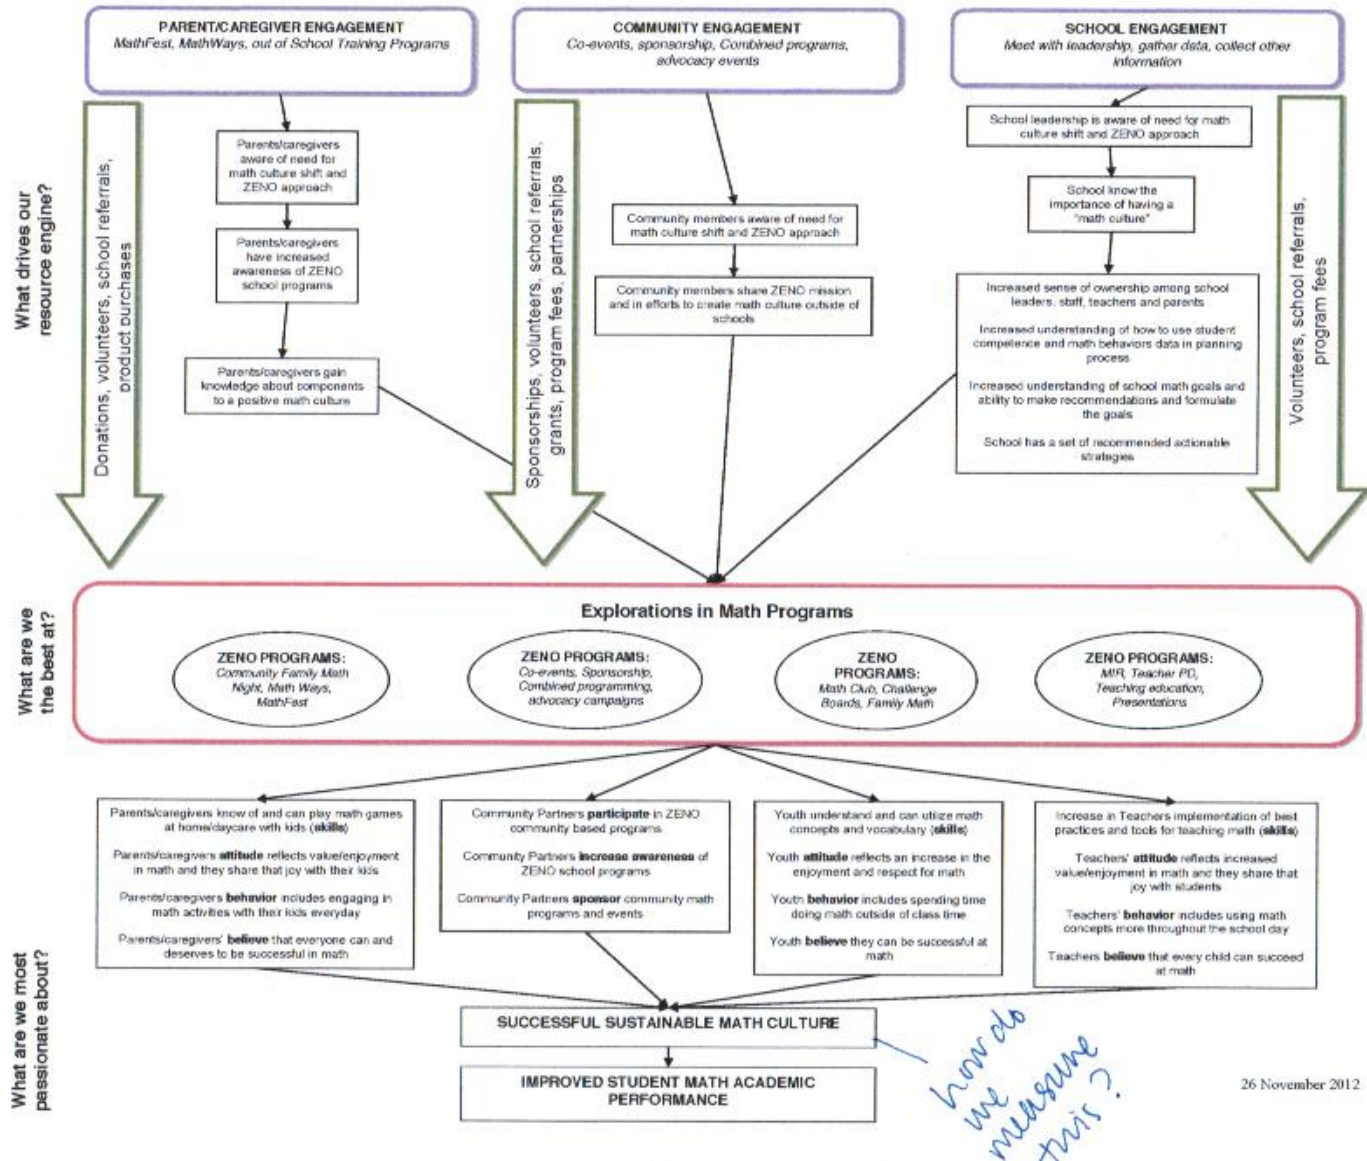 PARENT/CAREGIVER ENGAGEMENT
MathFest, MathWays, out of School Training Programs
COMMUNITY ENGAGEMENT
Co-events, sponsorship, Combined programs,
advocacy events
SCHOOL ENGAGEMENT
Meet with leadership, gather data, collect other
information
What drives our
resource engine?
Donations, volunteers, school referrals,
product purchases
Parents/caregivers
aware of need for
math culture shift and
ZENO approach
Parents/caregivers
have increased
awareness of ZENO
school programs
Parents/caregivers gain
knowledge about components
to a positive math culture
Sponsorships, volunteers, school referrals,
grants, program fees, partnerships
Community members aware of need for
math culture shift and ZENO approach
Community members share ZENO mission
and in efforts to create math culture outside of
schools
School leadership is aware of need for math
culture shift and ZENO approach
School know the
importance of having a
"math culture"
Increased sense of ownership among school
leaders, staff, teachers and parents
Increased understanding of how to use student
competence and math behaviors data in planning
process
Increased understanding of school math goals and
ability to make recommendations and formulate
the goals
School has a set of recommended actionable
strategies
Volunteers, school referrals,
program fees
What are we
the best at?
Explorations in Math Programs
ZENO PROGRAMS:
Community Family Math
Night, Math Ways,
MathFest
ZENO PROGRAMS:
Co-events, Sponsorship,
Combined programming,
advocacy campaigns
ZENO
PROGRAMS:
Math Club, Challenge
Boards, Family Math
ZENO PROGRAMS:
MIR, Teacher PD,
Teaching education,
Presentations
What are we most
passionate about?
Parents/caregivers know of and can play math games
at home/daycare with kids (skills)
Parents/caregivers attitude reflects value/enjoyment
in math and they share that joy with their kids
Parents/caregivers behavior includes engaging in
math activities with their kids everyday
Parents/caregivers' believe that everyone can and
deserves to be successful in math
Community Partners participate in ZENO
community based programs
Community Partners increase awareness of
ZENO school programs
Community Partners sponsor community math
programs and events
Youth understand and can utilize math
concepts and vocabulary (skills)
Youth attitude reflects an increase in the
enjoyment and respect for math
Youth behavior includes spending time
doing math outside of class time
Youth believe they can be successful at
math
Increase in Teachers implementation of best
practices and tools for teaching math (skills)
Teachers' attitude reflects increased
value/enjoyment in math and they share that
joy with students
Teachers' behavior includes using math
concepts more throughout the school day
Teachers believe that every child can succeed
at math
SUCCESSFUL SUSTAINABLE MATH CULTURE
IMPROVED STUDENT MATH ACADEMIC
PERFORMANCE
how do
we
measure
this?
26 November 2012